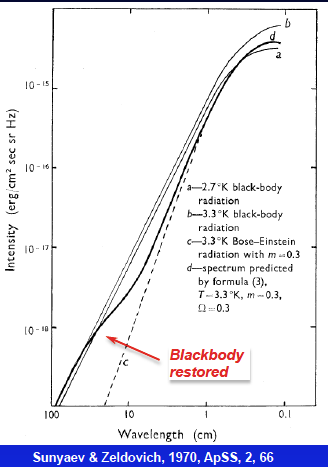 b
d
a
10⁻¹⁵
10⁻¹⁶
10⁻¹⁷
10⁻¹⁸
Intensity (erg/cm² sec sr Hz)
a—2.7°K black-body
radiation
b—3.3°K black-body
radiation
c—3.3°K Bose–Einstein
radiation with m=0.3
d—spectrum predicted
by formula (3),
T=3.3°K, m=0.3,
Ω=0.3
Blackbody
restored
c
100 10 1 0.1
Wavelength (cm)
Sunyaev & Zeldovich, 1970, ApSS, 2, 66